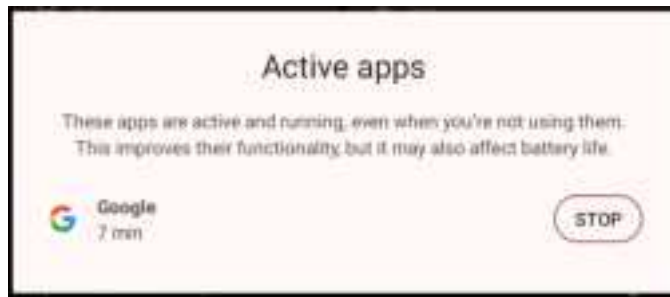 Active apps
These apps are active and running, even when you're not using them.
This improves their functionality, but it may also affect battery life.
Google
7 min
STOP